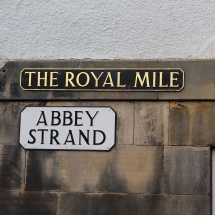 THE ROYAL MILE
ABBEY
STRAND